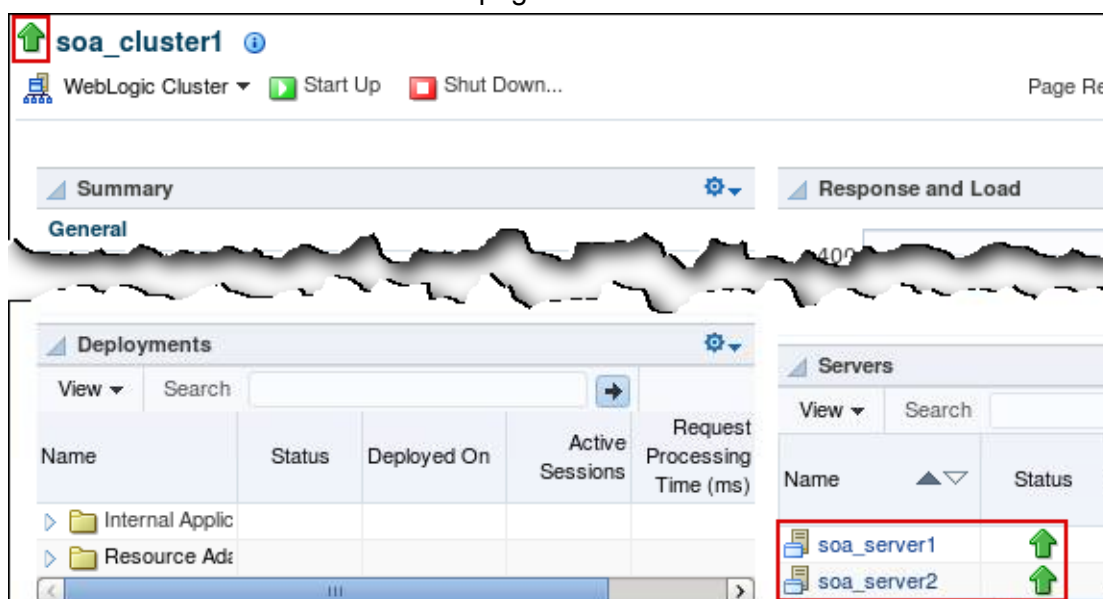 soa_cluster1
WebLogic Cluster Start Up Shut Down... Page Re
Summary
Response and Load
General
400
Deployments
Servers
View Search
View Search
Name Status Deployed On Active Sessions Request Processing Time (ms)
Name Status
Internal Applic
Resource Ada
soa_server1
soa_server2